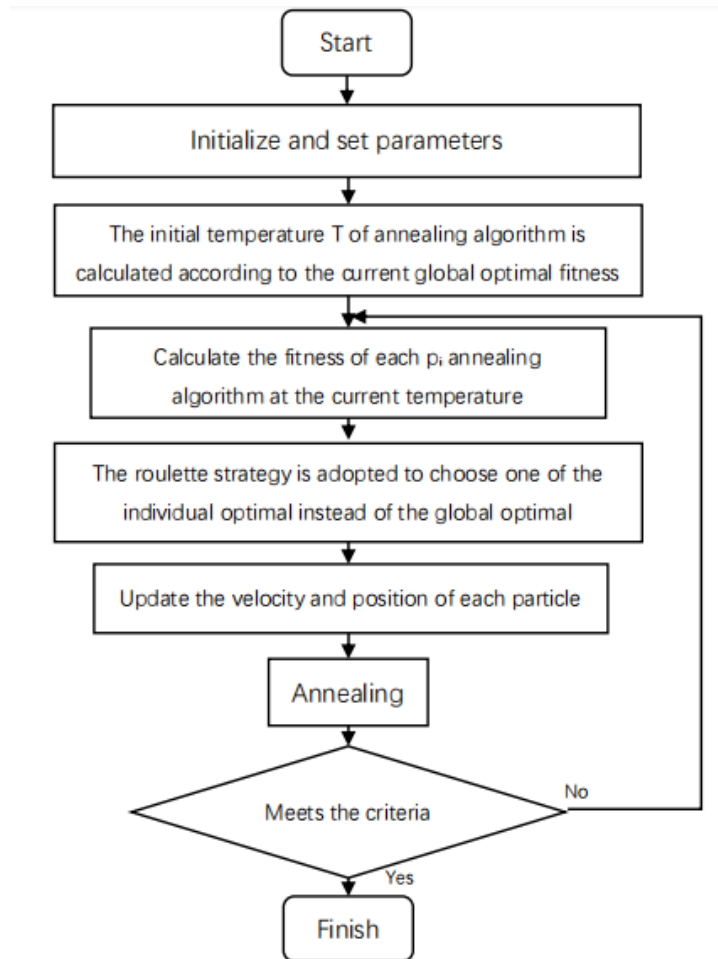 Start
Initialize and set parameters
The initial temperature T of annealing algorithm is
calculated according to the current global optimal fitness
Calculate the fitness of each pᵢ annealing
algorithm at the current temperature
The roulette strategy is adopted to choose one of the
individual optimal instead of the global optimal
Update the velocity and position of each particle
Annealing
Meets the criteria
No
Yes
Finish